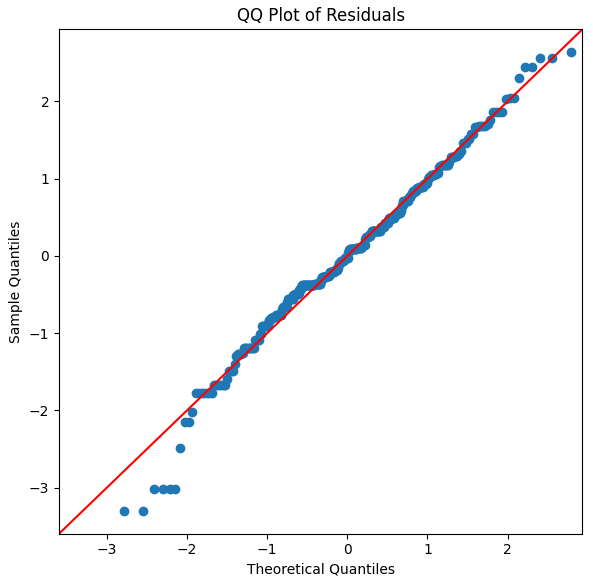 QQ Plot of Residuals
Sample Quantiles
2
1
0
−1
−2
−3
−3 −2 −1 0 1 2
Theoretical Quantiles